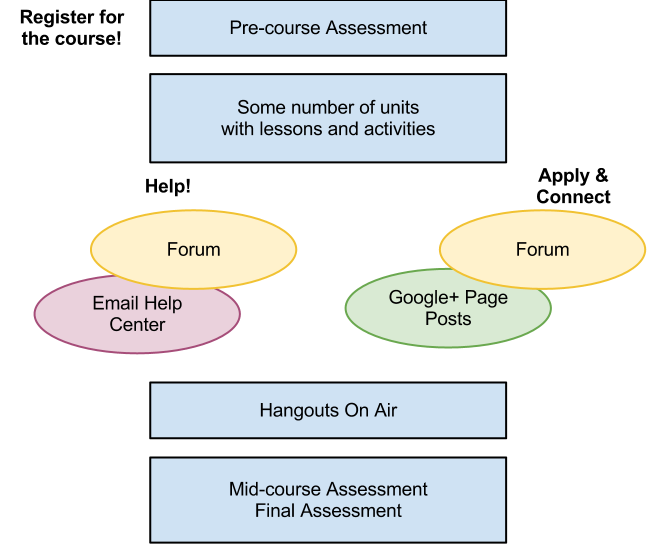 Register for
the course!
Pre-course Assessment
Some number of units
with lessons and activities
Help!
Apply &
Connect
Forum
Forum
Email Help
Center
Google+ Page
Posts
Hangouts On Air
Mid-course Assessment
Final Assessment